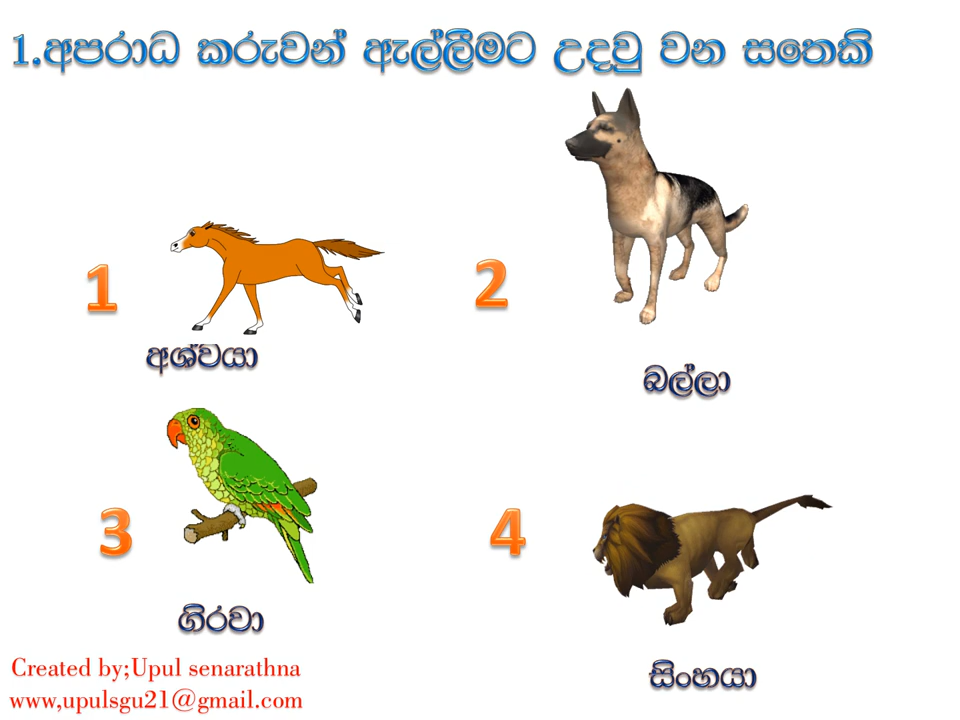 1.අපරාධ කරුවන් ඇල්ලීමට උදවු වන සතෙකි
1
අශ්වයා
2
බල්ලා
3
ගිරවා
4
සිංහයා
Created by;Upul senarathna
www,upulsgu21@gmail.com